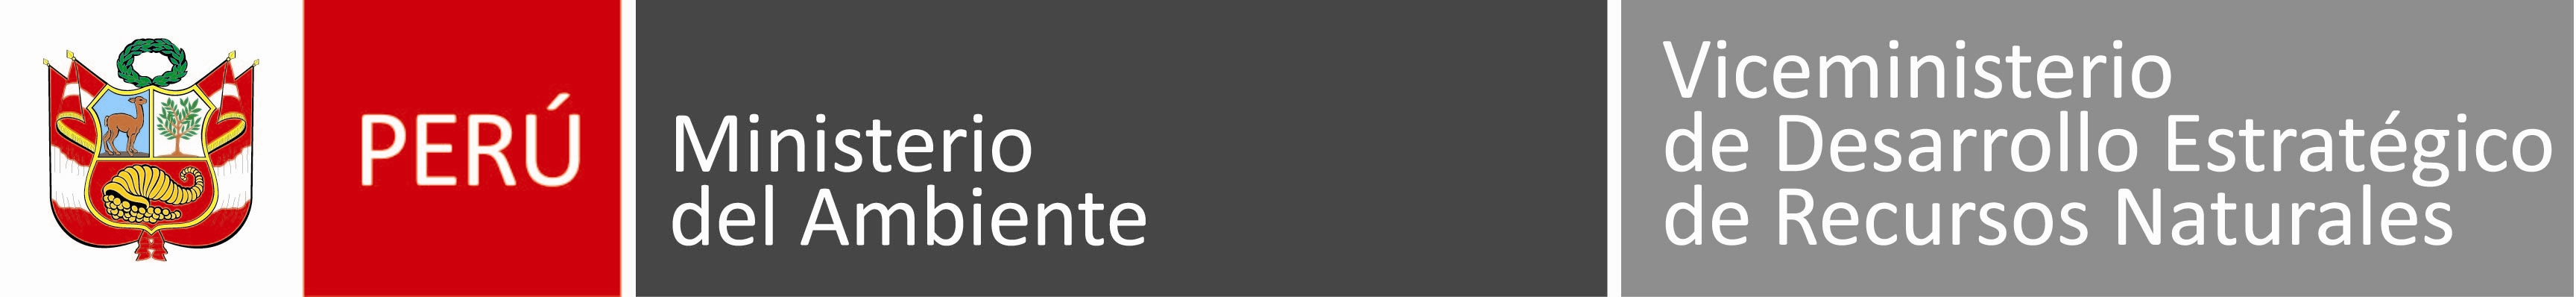 PERÚ
Ministerio
del Ambiente
Viceministerio
de Desarrollo Estratégico
de Recursos Naturales